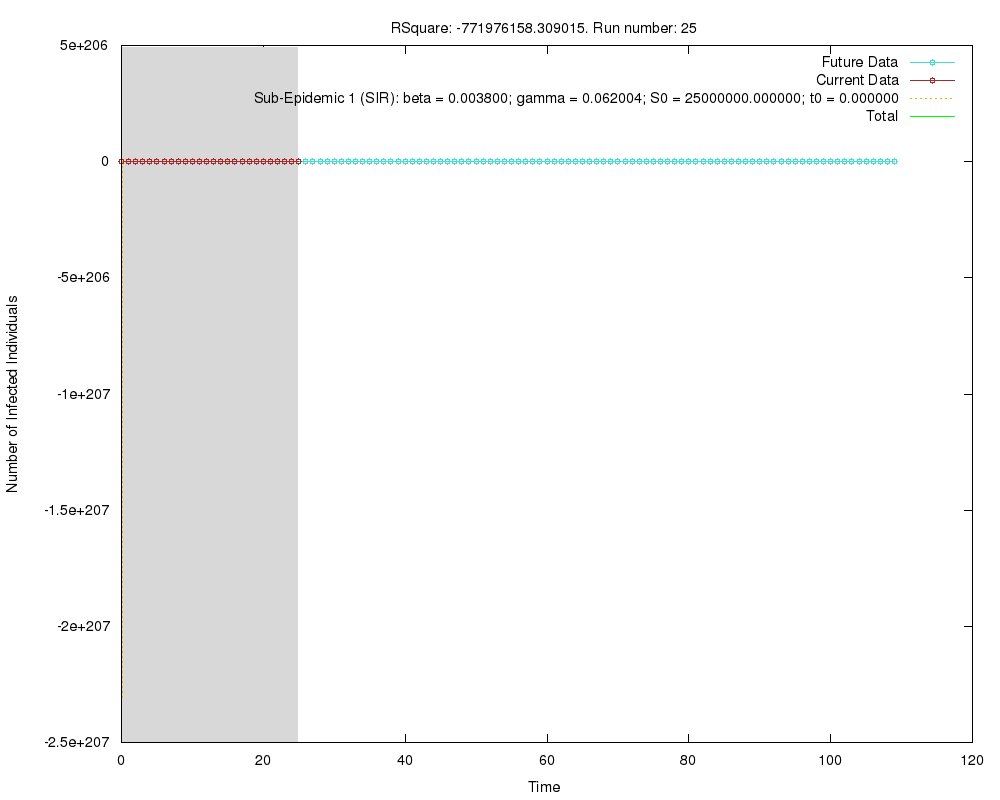 RSquare: -771976158.309015. Run number: 25
Future Data
Current Data
Sub-Epidemic 1 (SIR): beta = 0.003800; gamma = 0.062004; S0 = 25000000.000000; t0 = 0.000000
Total
5e+206
0
-5e+206
-1e+207
-1.5e+207
-2e+207
-2.5e+207
Number of Infected Individuals
0 20 40 60 80 100 120
Time